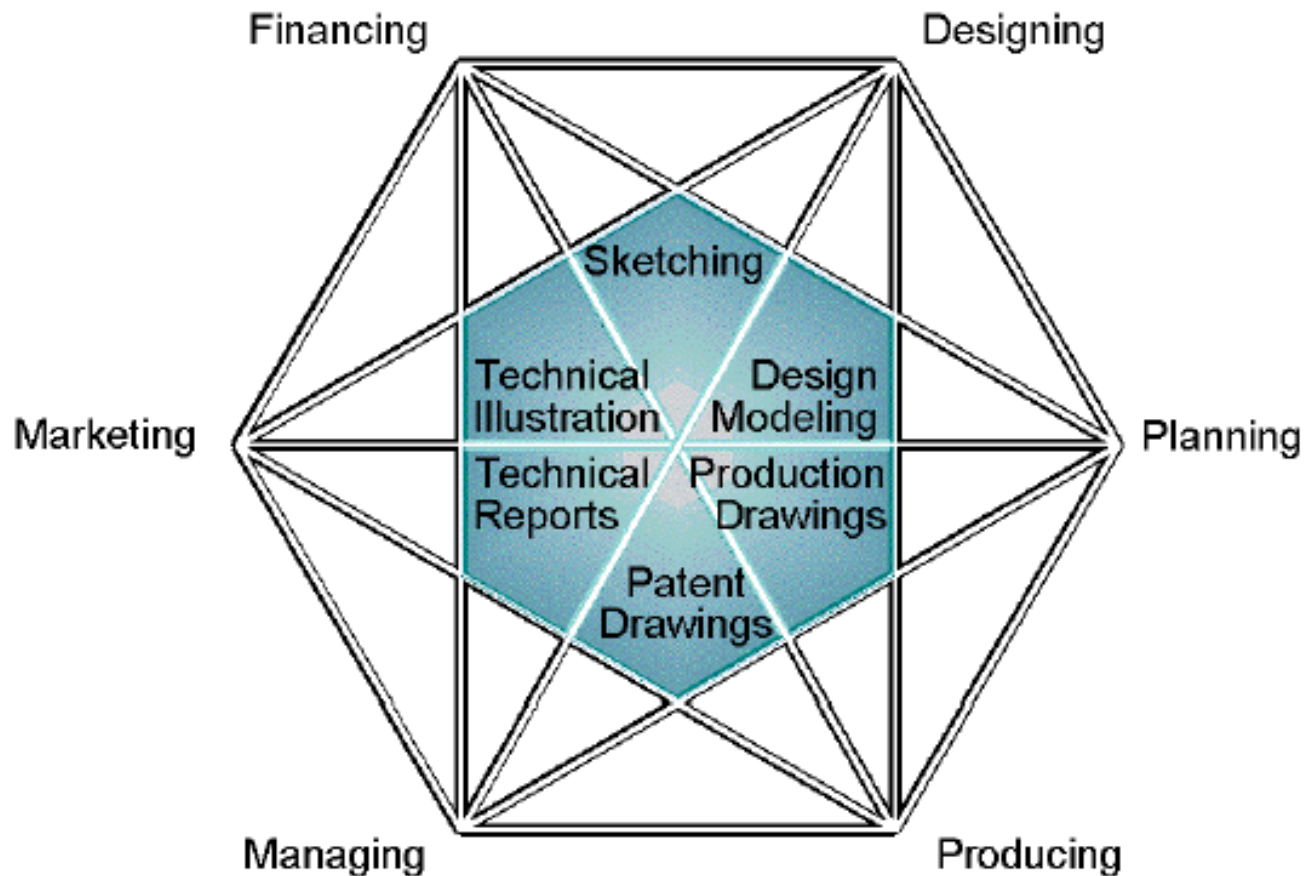 Financing
Designing
Sketching
Technical
Illustration
Design
Modeling
Marketing
Planning
Technical
Reports
Production
Drawings
Patent
Drawings
Managing
Producing